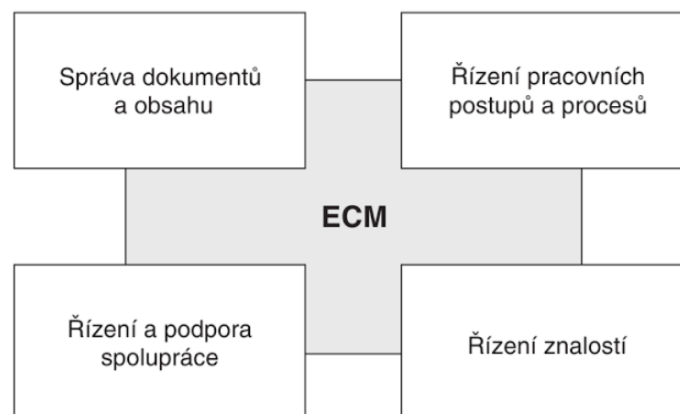 Správa dokumentů
a obsahu
Řízení pracovních
postupů a procesů
ECM
Řízení a podpora
spolupráce
Řízení znalostí